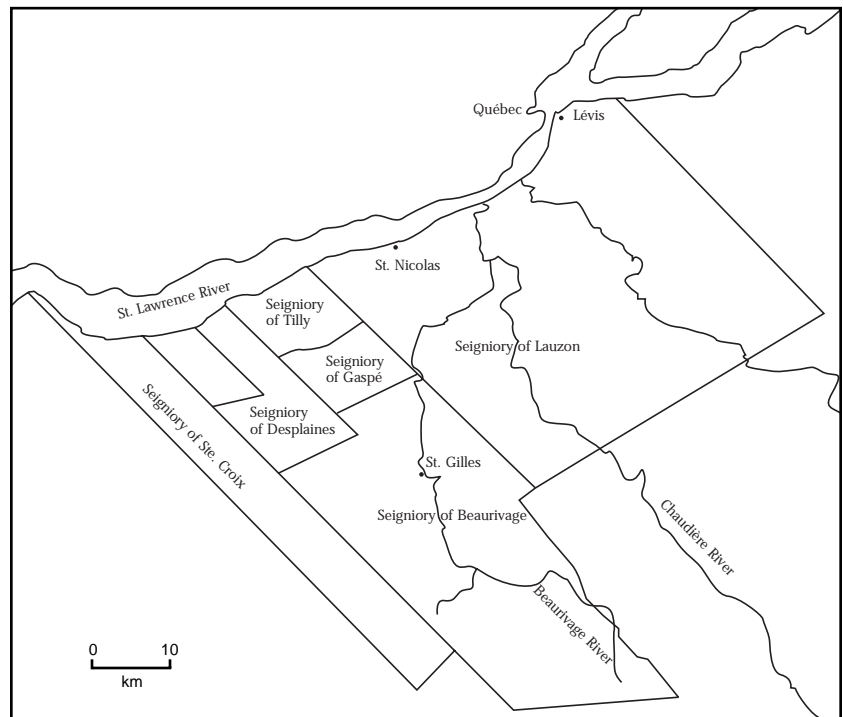 Québec
Lévis
St. Nicolas
St. Lawrence River
Seigniory
of Tilly
Seigniory
of Gaspé
Seigniory of Lauzon
Seigniory of Ste. Croix
Seigniory
of Desplaines
St. Gilles
Seigniory of Beaurivage
Chaudière River
Beaurivage River
0 10
km